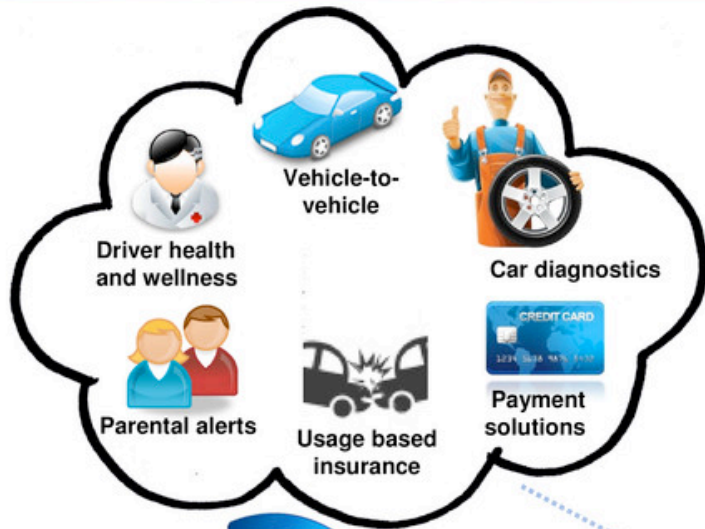 Vehicle-to-
vehicle
Driver health
and wellness
Car diagnostics
CREDIT CARD
Parental alerts
Usage based
insurance
Payment
solutions